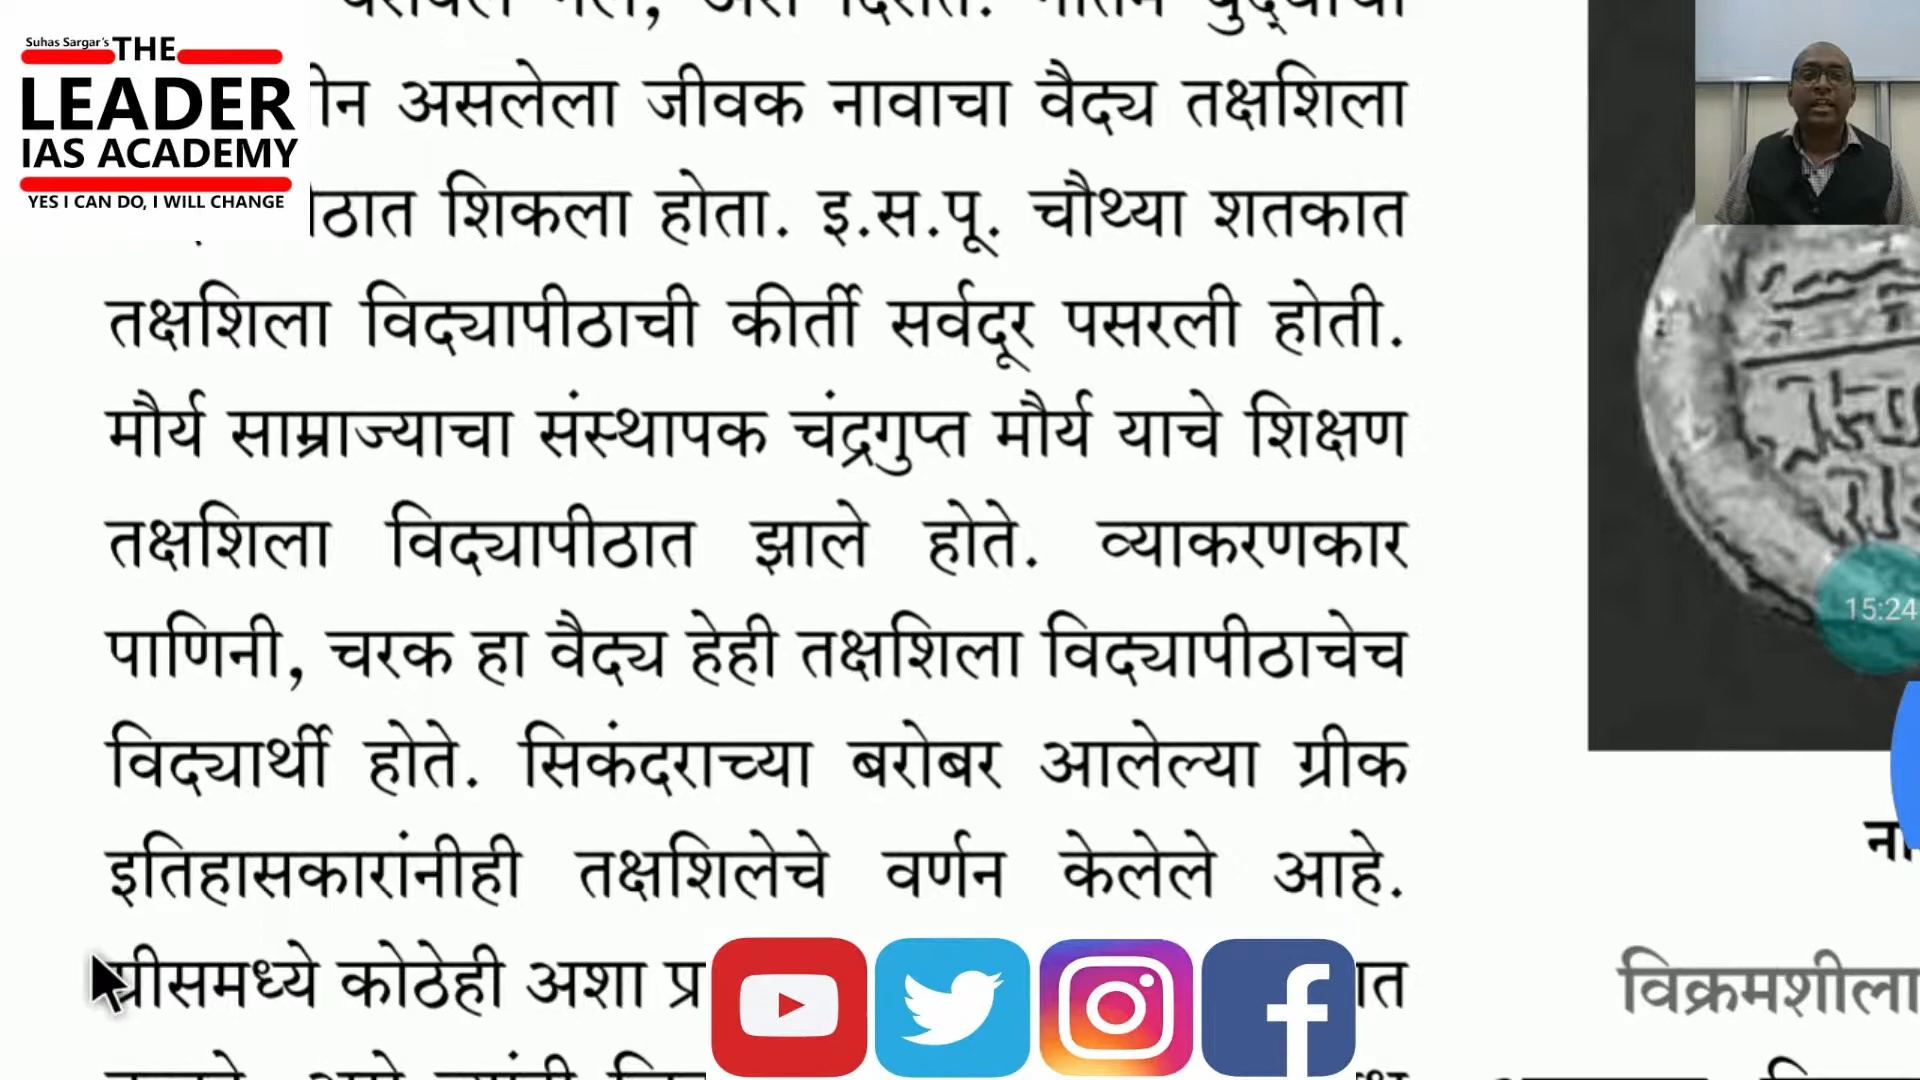 Suhas Sargar's THE
LEADER
IAS ACADEMY
YES I CAN DO, I WILL CHANGE
असलेला जीवक नावाचा वैद्य तक्षशिला
शिकला होता. इ.स.पू. चौथ्या शतकात
तक्षशिला विद्यापीठाची कीर्ती सर्वदूर पसरली होती.
मौर्य साम्राज्याचा संस्थापक चंद्रगुप्त मौर्य याचे शिक्षण
तक्षशिला विद्यापीठात झाले होते. व्याकरणकार
पाणिनी, चरक हा वैद्य हेही तक्षशिला विद्यापीठाचेच
विद्यार्थी होते. सिकंदराच्या बरोबर आलेल्या ग्रीक
इतिहासकारांनीही तक्षशिलेचे वर्णन केलेले आहे.
ग्रीसमध्ये कोठेही अशा
15:24
विक्रमशीला